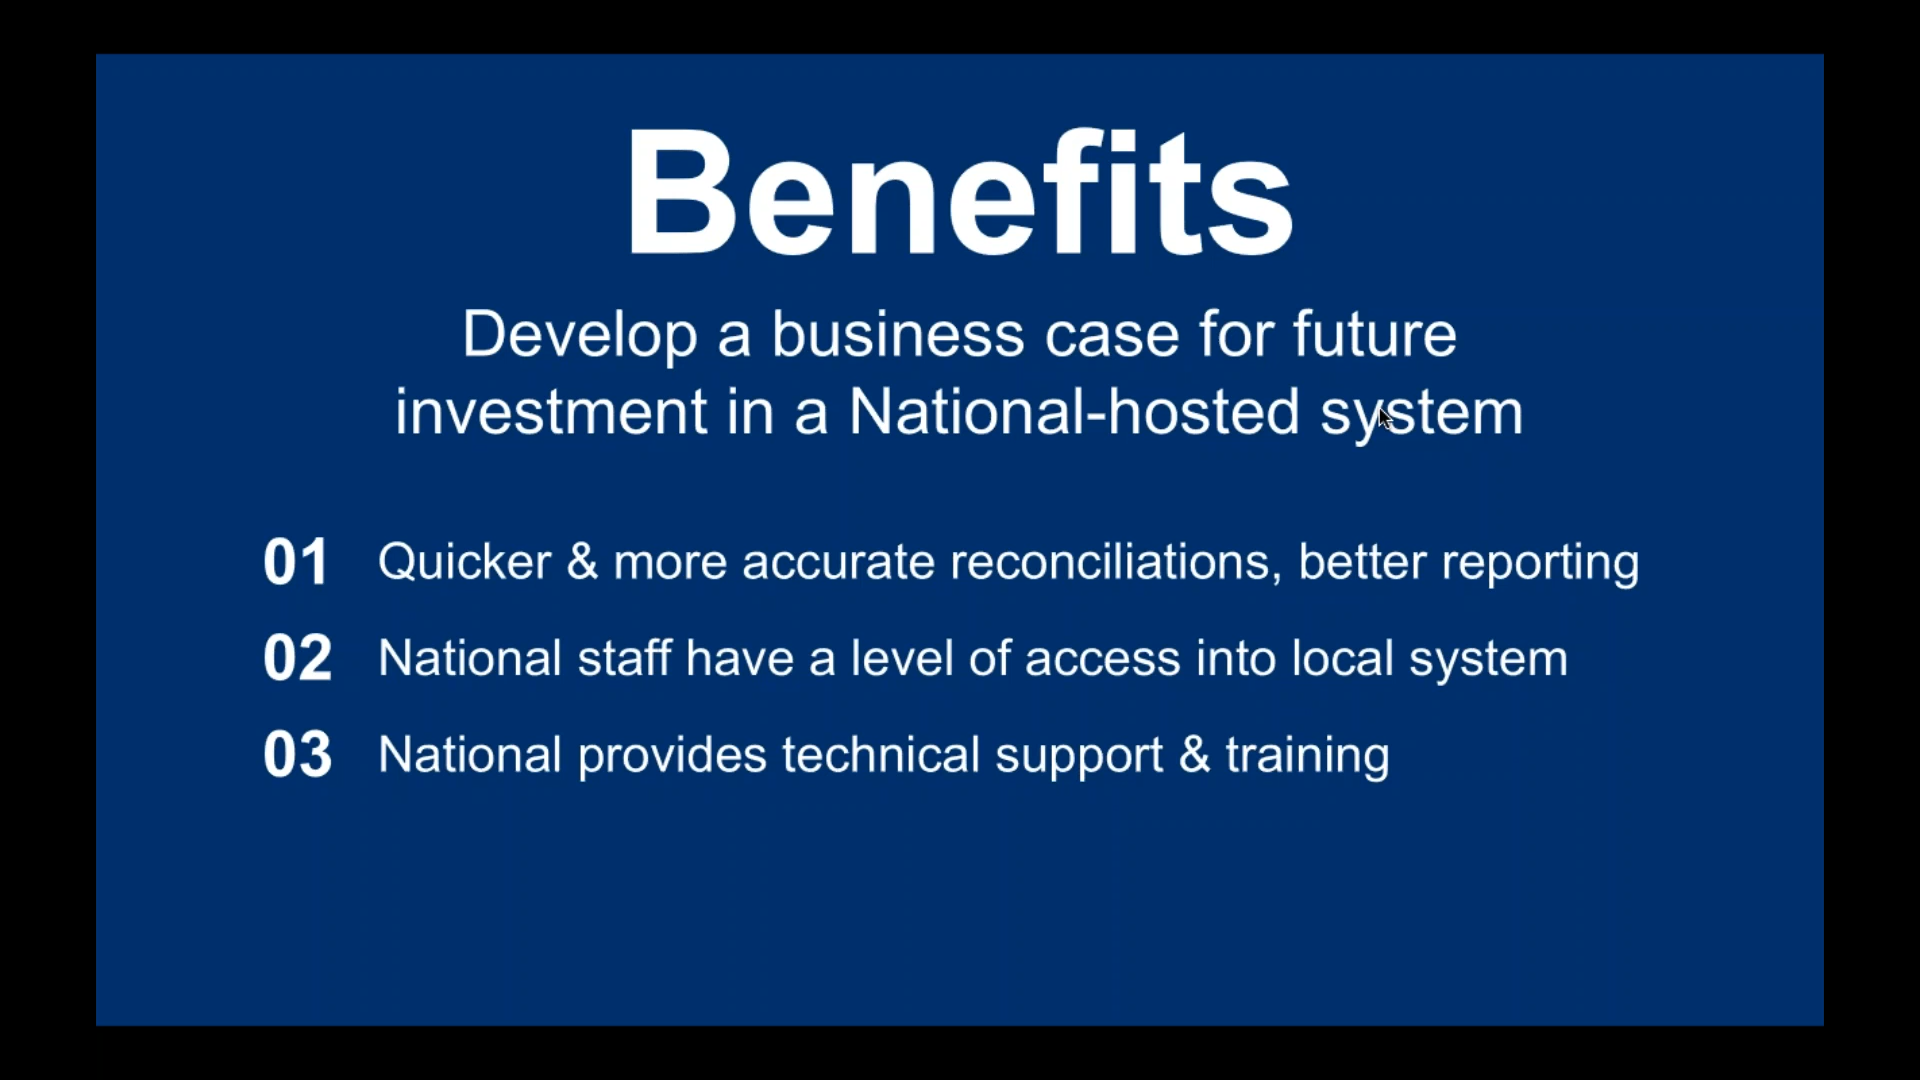 Benefits
Develop a business case for future
investment in a National-hosted system
01 Quicker & more accurate reconciliations, better reporting
02 National staff have a level of access into local system
03 National provides technical support & training